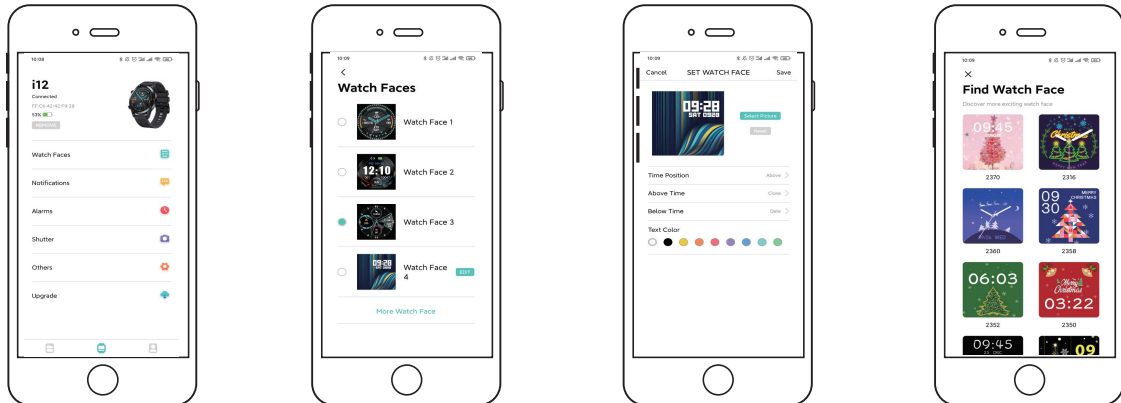 10:08
i12
Connected
53%
REMOVE
Watch Faces
Notifications
Alarms
Shutter
Others
Upgrade
10:09
Watch Faces
Watch Face 1
12:10
Watch Face 2
Watch Face 3
09:28
Watch Face
4
EDIT
More Watch Face
10:09
Cancel
SET WATCH FACE
Save
09:28
SAT 0928
Select Picture
Reset
Time Position
Above
Above Time
Close
Below Time
Date
Text Color
10:09
Find Watch Face
Discover more exciting watch face
09:45
Christmas
2370
2316
09
30
MERRY
CHRISTMAS
2360
2358
06:03
Merry
Christmas
03:22
2352
2350
09:45
09